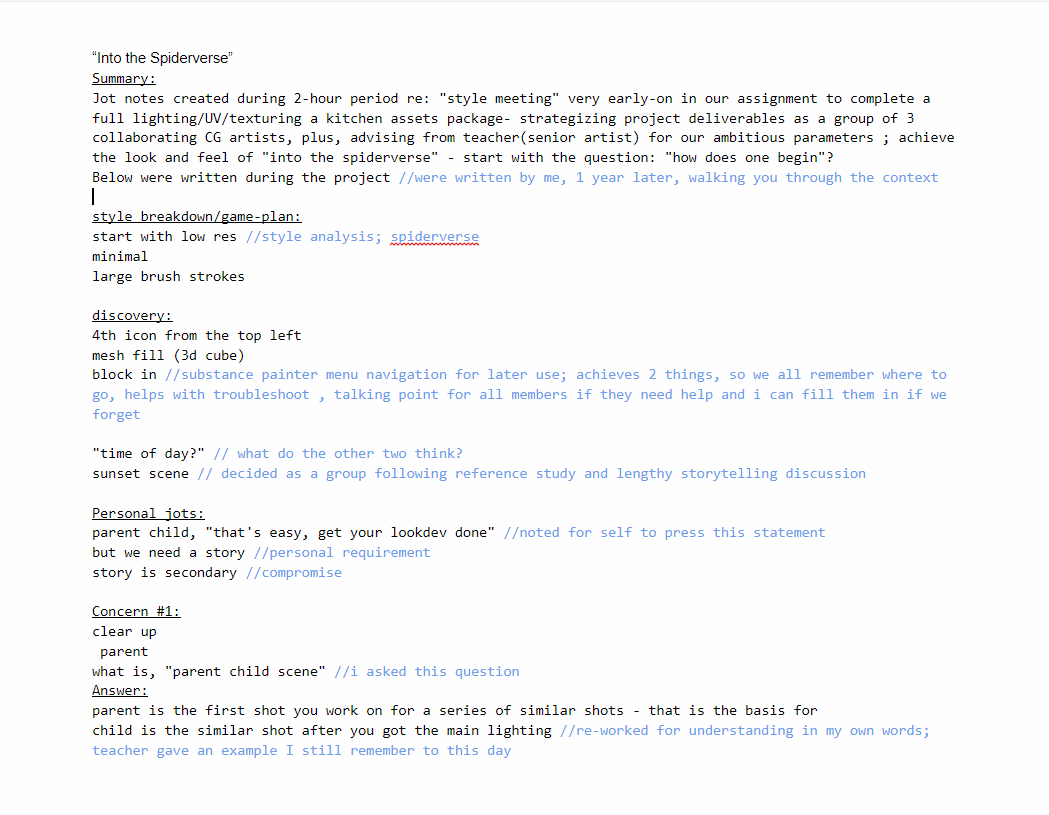 “Into the Spiderverse”
Summary:
Jot notes created during 2-hour period re: "style meeting" very early-on in our assignment to complete a
full lighting/UV/texturing a kitchen assets package- strategizing project deliverables as a group of 3
collaborating CG artists, plus, advising from teacher(senior artist) for our ambitious parameters ; achieve
the look and feel of "into the spiderverse" - start with the question: "how does one begin"?
Below were written during the project //were written by me, 1 year later, walking you through the context
style breakdown/game-plan:
start with low res //style analysis; spiderverse
minimal
large brush strokes
discovery:
4th icon from the top left
mesh fill (3d cube)
block in //substance painter menu navigation for later use; achieves 2 things, so we all remember where to
go, helps with troubleshoot , talking point for all members if they need help and i can fill them in if we
forget
"time of day?" // what do the other two think?
sunset scene // decided as a group following reference study and lengthy storytelling discussion
Personal jots:
parent child, "that's easy, get your lookdev done" //noted for self to press this statement
but we need a story //personal requirement
story is secondary //compromise
Concern #1:
clear up
parent
what is, "parent child scene" //i asked this question
Answer:
parent is the first shot you work on for a series of similar shots - that is the basis for
child is the similar shot after you got the main lighting //re-worked for understanding in my own words;
teacher gave an example I still remember to this day